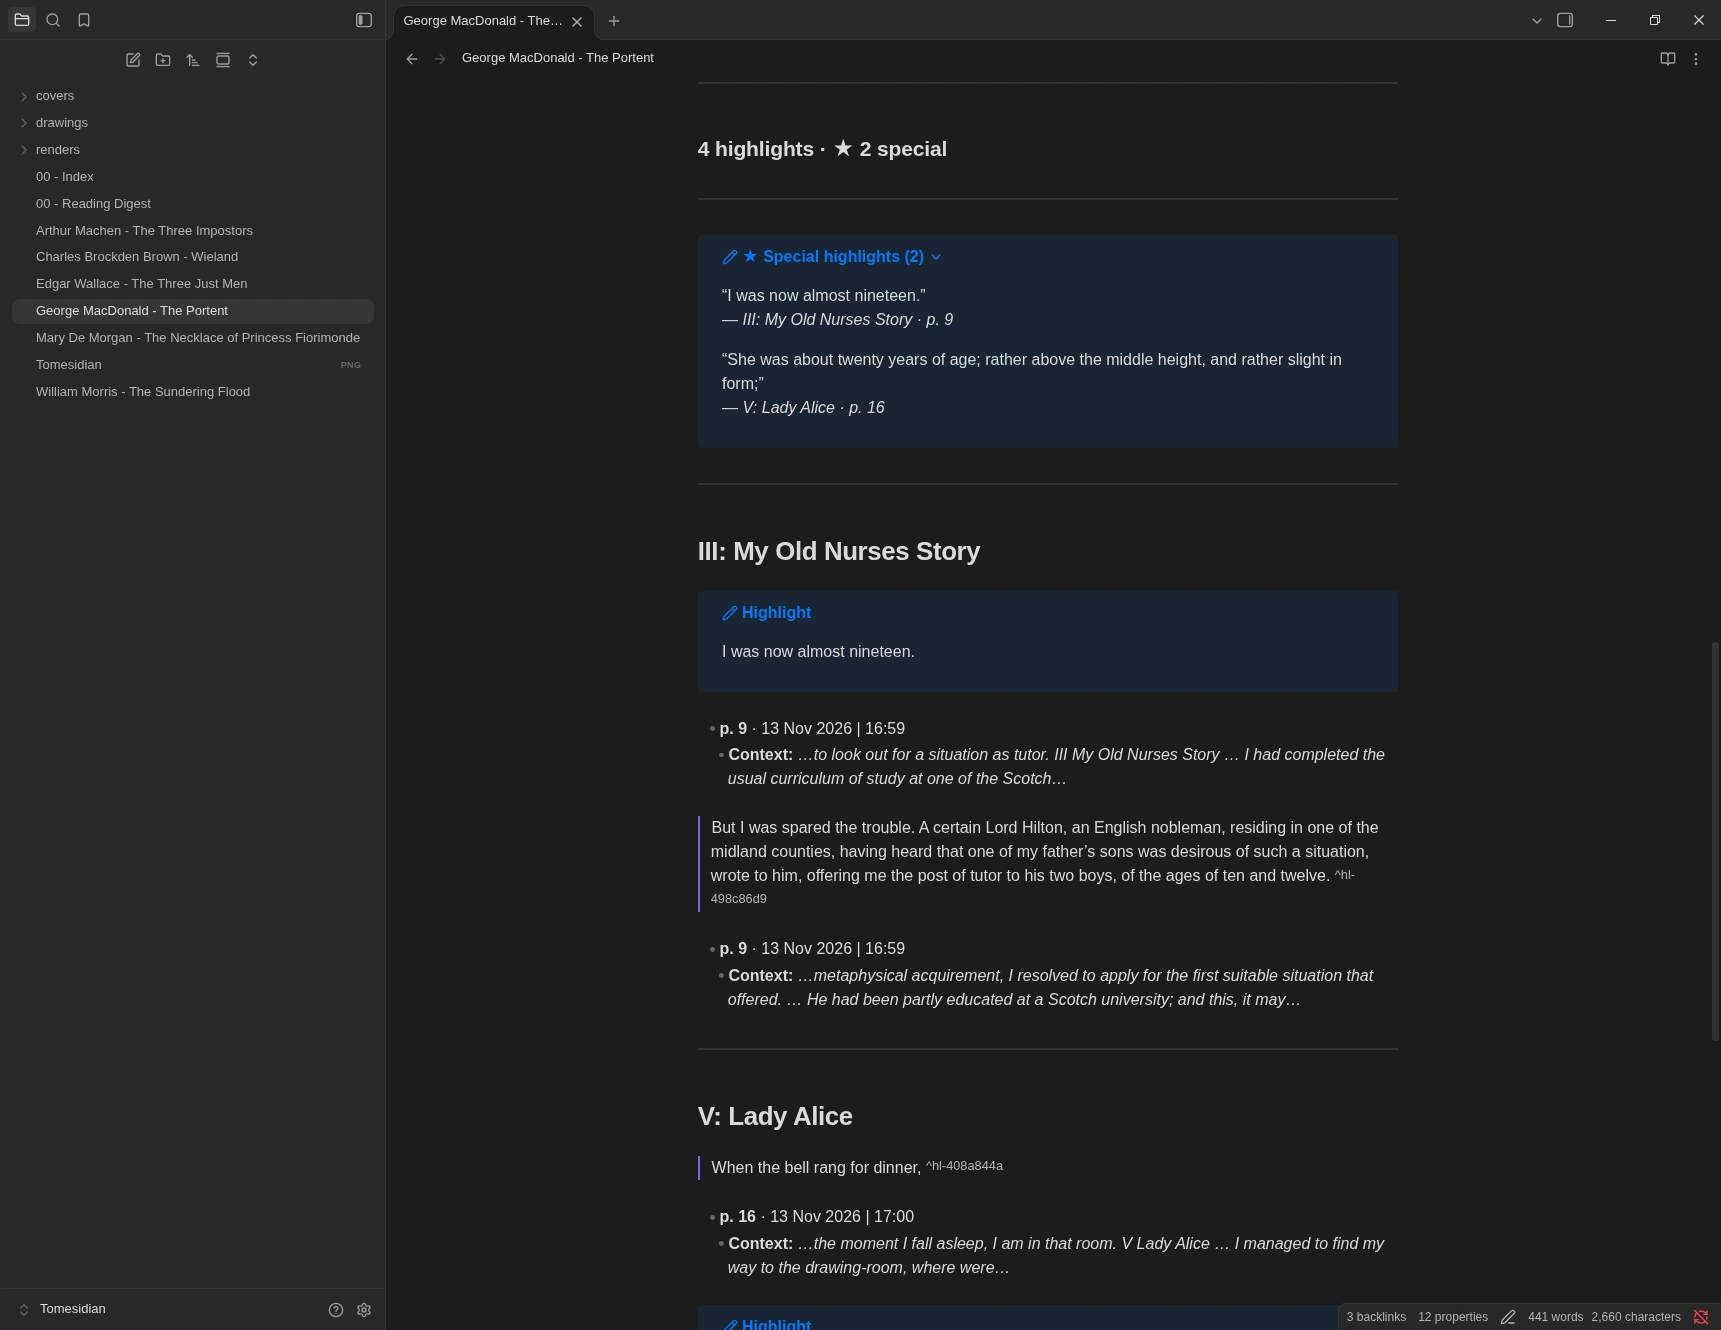 George MacDonald - The…
George MacDonald - The Portent
covers
drawings
renders
00 - Index
00 - Reading Digest
Arthur Machen - The Three Impostors
Charles Brockden Brown - Wieland
Edgar Wallace - The Three Just Men
George MacDonald - The Portent
Mary De Morgan - The Necklace of Princess Fiorimonde
Tomesidian PNG
William Morris - The Sundering Flood
Tomesidian
4 highlights · ★ 2 special
★ Special highlights (2)
“I was now almost nineteen.”
— III: My Old Nurses Story · p. 9
“She was about twenty years of age; rather above the middle height, and rather slight in
form;”
— V: Lady Alice · p. 16
III: My Old Nurses Story
Highlight
I was now almost nineteen.
p. 9 · 13 Nov 2026 | 16:59
Context: …to look out for a situation as tutor. III My Old Nurses Story … I had completed the
usual curriculum of study at one of the Scotch…
But I was spared the trouble. A certain Lord Hilton, an English nobleman, residing in one of the
midland counties, having heard that one of my father’s sons was desirous of such a situation,
wrote to him, offering me the post of tutor to his two boys, of the ages of ten and twelve. ^hl-
498c86d9
p. 9 · 13 Nov 2026 | 16:59
Context: …metaphysical acquirement, I resolved to apply for the first suitable situation that
offered. … He had been partly educated at a Scotch university; and this, it may…
V: Lady Alice
When the bell rang for dinner, ^hl-408a844a
p. 16 · 13 Nov 2026 | 17:00
Context: …the moment I fall asleep, I am in that room. V Lady Alice … I managed to find my
way to the drawing-room, where were…
Highlight
3 backlinks 12 properties 441 words 2,660 characters